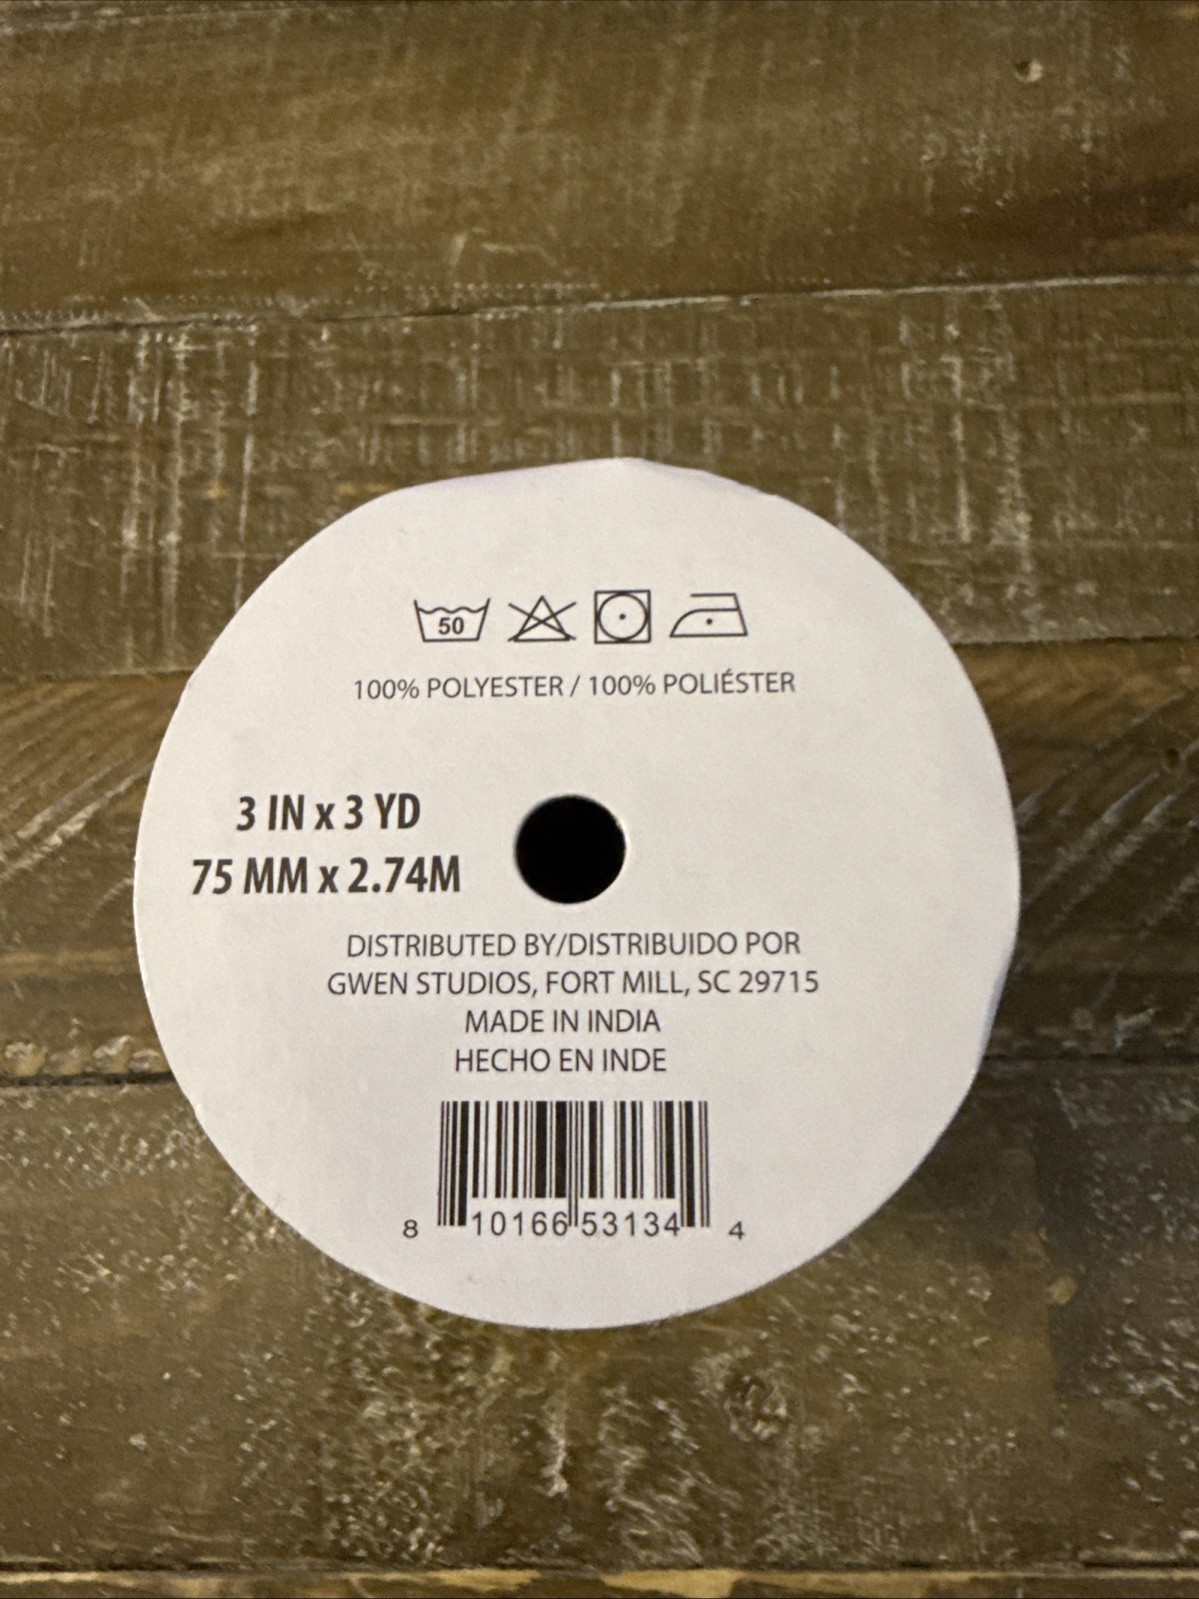 50
100% POLYESTER / 100% POLIÉSTER
3 IN x 3 YD
75 MM x 2.74M
DISTRIBUTED BY/DISTRIBUIDO POR
GWEN STUDIOS, FORT MILL, SC 29715
MADE IN INDIA
HECHO EN INDE
8 10166 53134 4